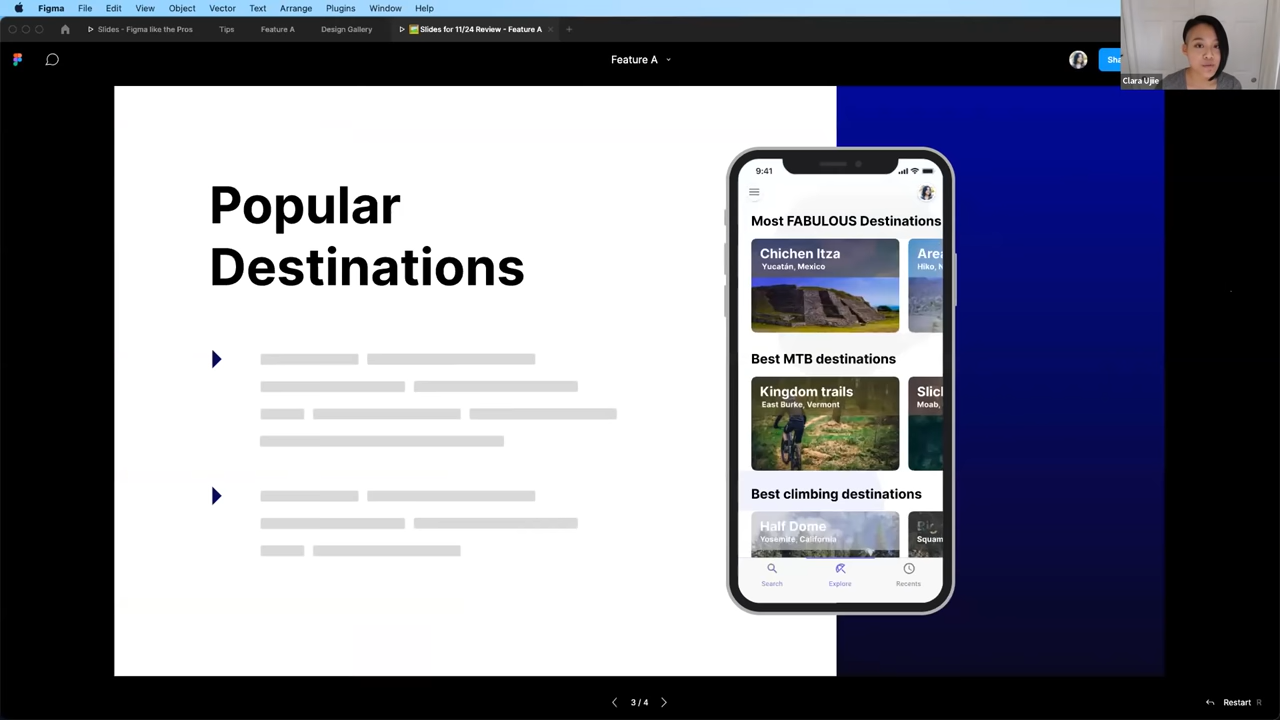 Figma File Edit View Object Vector Text Arrange Plugins Window Help
Slides - Figma like the Pros Tips Feature A Design Gallery Slides for 11/24 Review - Feature A
Feature A
Clara Ujiie
Popular
Destinations
9:41
Most FABULOUS Destinations
Chichen Itza
Yucatán, Mexico
Hiko,
Best MTB destinations
Kingdom trails
East Burke, Vermont
Moab,
Best climbing destinations
Half Dome
Yosemite, California
Search Explore Recents
3 / 4
Restart R